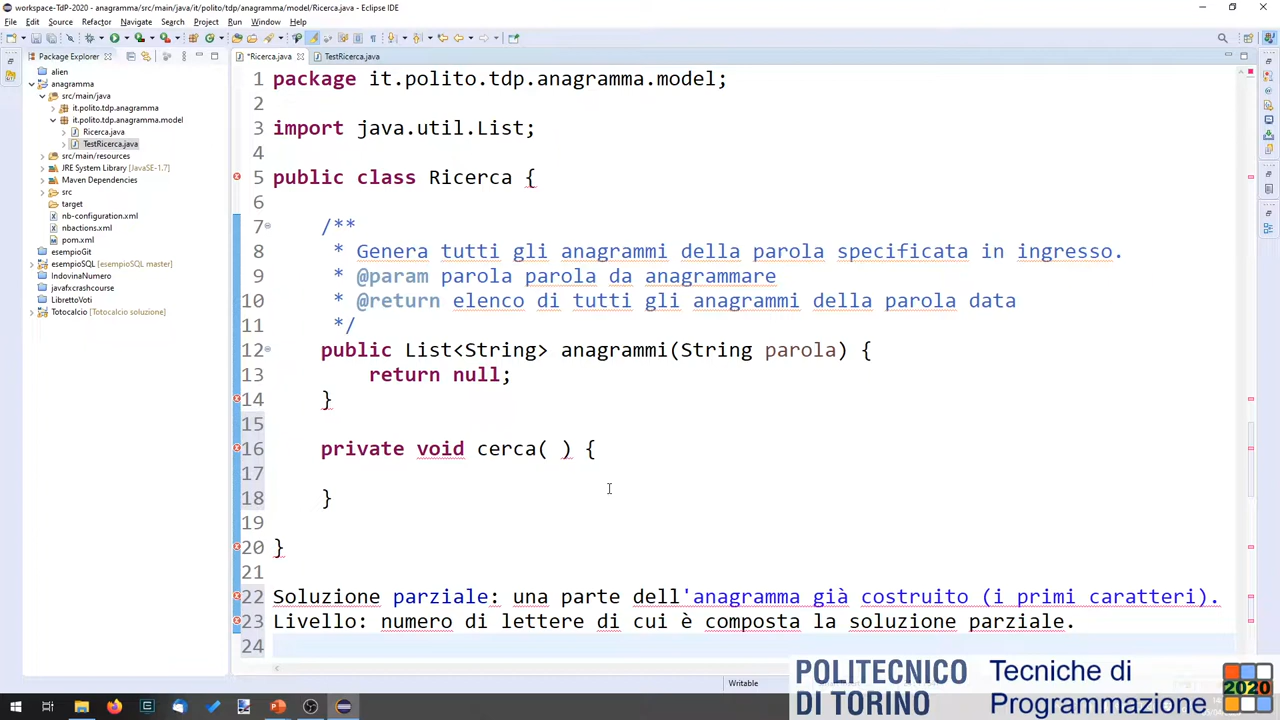 workspace-TdP-2020 - anagramma/src/main/java/it/polito/tdp/anagramma/model/Ricerca.java - Eclipse IDE
File Edit Source Refactor Navigate Search Project Run Window Help
Package Explorer
*Ricerca.java
TestRicerca.java
alien
anagramma
src/main/java
it.polito.tdp.anagramma
it.polito.tdp.anagramma.model
Ricerca.java
TestRicerca.java
src/main/resources
JRE System Library [JavaSE-1.7]
Maven Dependencies
src
target
nb-configuration.xml
nbactions.xml
pom.xml
esempioGit
esempioSQL [esempioSQL master]
IndovinaNumero
javafxcrashcourse
LibrettoVoti
Totocalcio [Totocalcio soluzione]
1 package it.polito.tdp.anagramma.model;
2
3 import java.util.List;
4
5 public class Ricerca {
6
7 /**
8 * Genera tutti gli anagrammi della parola specificata in ingresso.
9 * @param parola parola da anagrammare
10 * @return elenco di tutti gli anagrammi della parola data
11 */
12 public List<String> anagrammi(String parola) {
13 return null;
14 }
15
16 private void cerca( ) {
17
18 }
19
20 }
21
22 Soluzione parziale: una parte dell'anagramma già costruito (i primi caratteri).
23 Livello: numero di lettere di cui è composta la soluzione parziale.
24
Writable
POLITECNICO
DI TORINO
Tecniche di
Programmazione
2020